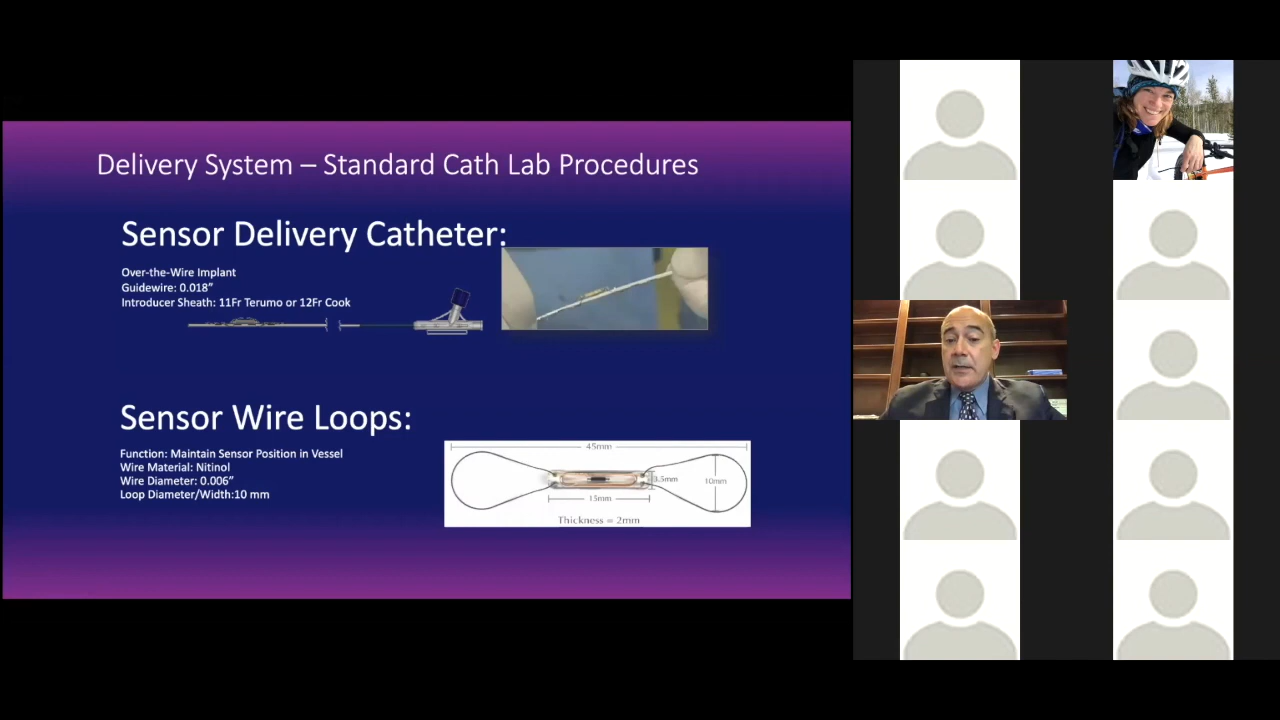 Delivery System – Standard Cath Lab Procedures
Sensor Delivery Catheter:
Over-the-Wire Implant
Guidewire: 0.018”
Introducer Sheath: 11Fr Terumo or 12Fr Cook
Sensor Wire Loops:
Function: Maintain Sensor Position in Vessel
Wire Material: Nitinol
Wire Diameter: 0.006”
Loop Diameter/Width:10 mm
45mm
3.5mm
10mm
15mm
Thickness = 2mm